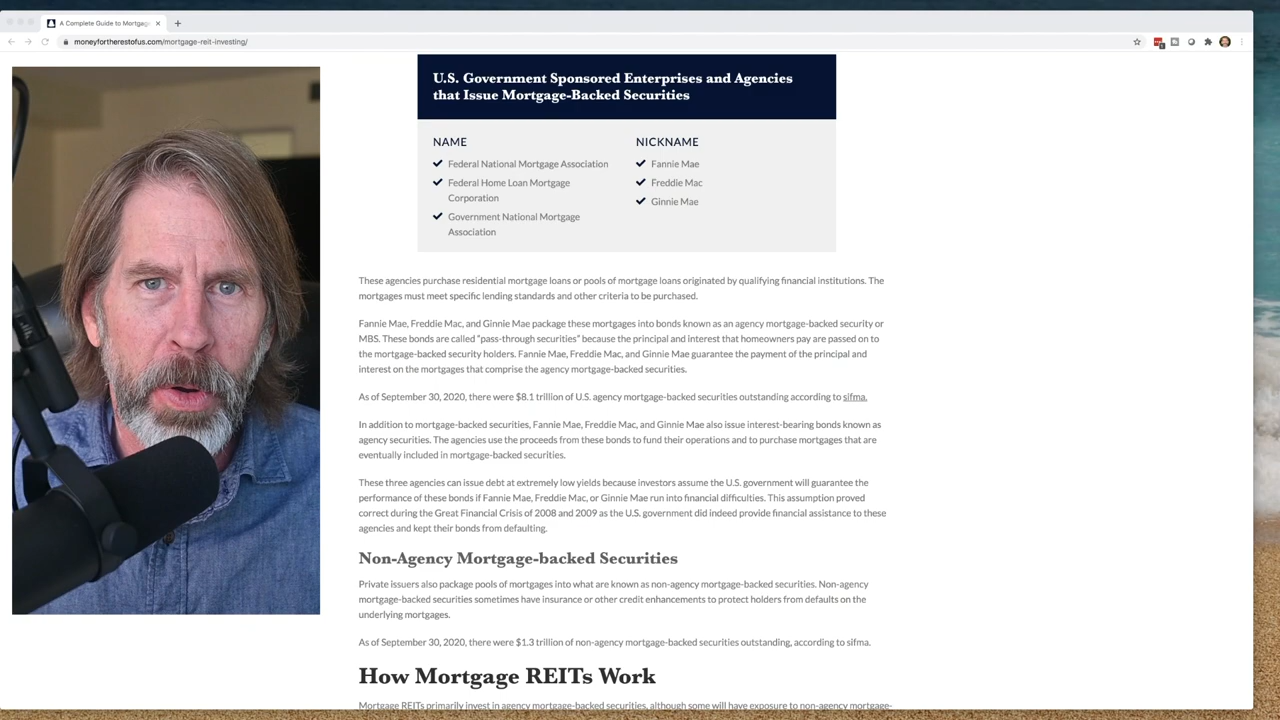 A Complete Guide to Mortgag
moneyfortherestofus.com/mortgage-reit-investing/
U.S. Government Sponsored Enterprises and Agencies
that Issue Mortgage-Backed Securities
NAME
NICKNAME
Federal National Mortgage Association
Fannie Mae
Federal Home Loan Mortgage
Corporation
Freddie Mac
Government National Mortgage
Association
Ginnie Mae
These agencies purchase residential mortgage loans or pools of mortgage loans originated by qualifying financial institutions. The
mortgages must meet specific lending standards and other criteria to be purchased.
Fannie Mae, Freddie Mac, and Ginnie Mae package these mortgages into bonds known as an agency mortgage-backed security or
MBS. These bonds are called “pass-through securities” because the principal and interest that homeowners pay are passed on to
the mortgage-backed security holders. Fannie Mae, Freddie Mac, and Ginnie Mae guarantee the payment of the principal and
interest on the mortgages that comprise the agency mortgage-backed securities.
As of September 30, 2020, there were $8.1 trillion of U.S. agency mortgage-backed securities outstanding according to sifma.
In addition to mortgage-backed securities, Fannie Mae, Freddie Mac, and Ginnie Mae also issue interest-bearing bonds known as
agency securities. The agencies use the proceeds from these bonds to fund their operations and to purchase mortgages that are
eventually included in mortgage-backed securities.
These three agencies can issue debt at extremely low yields because investors assume the U.S. government will guarantee the
performance of these bonds if Fannie Mae, Freddie Mac, or Ginnie Mae run into financial difficulties. This assumption proved
correct during the Great Financial Crisis of 2008 and 2009 as the U.S. government did indeed provide financial assistance to these
agencies and kept their bonds from defaulting.
Non-Agency Mortgage-backed Securities
Private issuers also package pools of mortgages into what are known as non-agency mortgage-backed securities. Non-agency
mortgage-backed securities sometimes have insurance or other credit enhancements to protect holders from defaults on the
underlying mortgages.
As of September 30, 2020, there were $1.3 trillion of non-agency mortgage-backed securities outstanding, according to sifma.
How Mortgage REITs Work
Mortgage REITs primarily invest in agency mortgage-backed securities, although some will have exposure to non-agency mortgage-